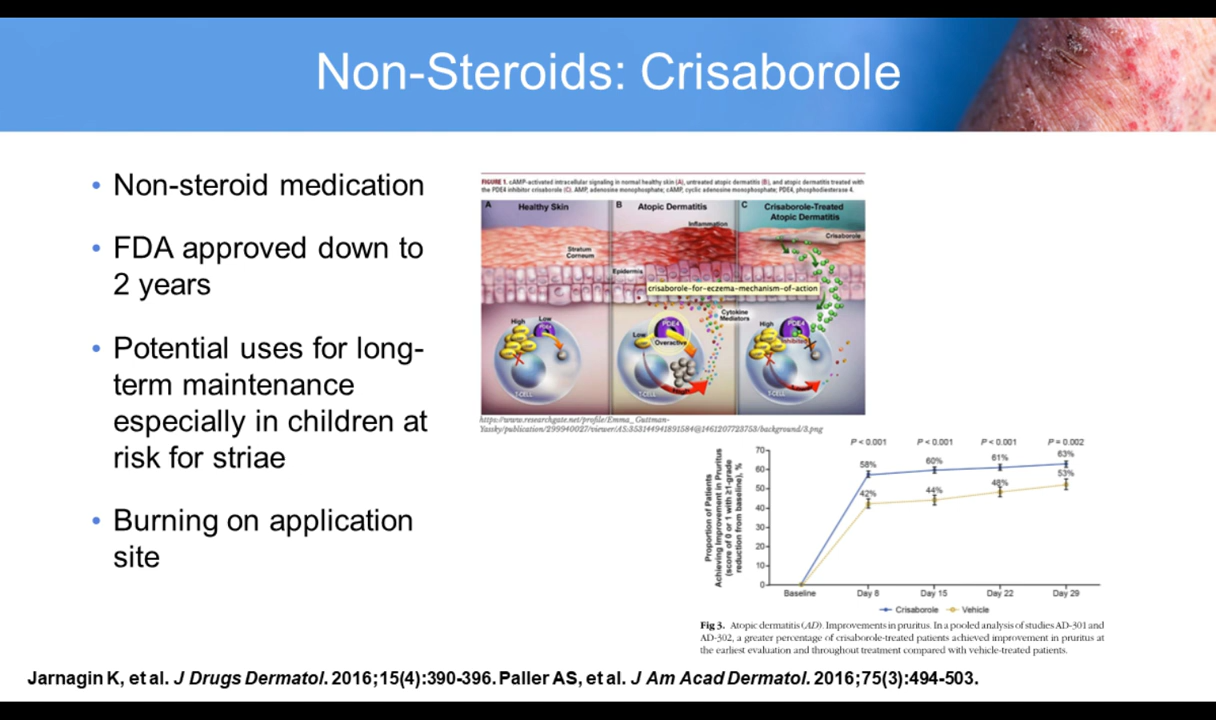 Non-Steroids: Crisaborole
• Non-steroid medication
• FDA approved down to
2 years
• Potential uses for long-
term maintenance
especially in children at
risk for striae
• Burning on application
site
FIGURE 1. cAMP-activated intracellular signaling in normal healthy skin (A), untreated atopic dermatitis (B), and atopic dermatitis treated with
the PDE4 inhibitor crisaborole (C). AMP, adenosine monophosphate; cAMP, cyclic adenosine monophosphate; PDE4, phosphodiesterase 4.
A Healthy Skin
B Atopic Dermatitis
C Crisaborole-Treated
Atopic Dermatitis
Inflammation
Crisaborole
Stratum
Corneum
Epidermis
crisaborole-for-eczema-mechanism-of-action
Cytokine
Mediators
High
Low
Low
PDE4
Overactive
High
PDE4
Inhibited
T-CELL
T-CELL
T-CELL
https://www.researchgate.net/profile/Emma_Guttman-
Yassky/publication/299940027/viewer/AS:353144941891584@1461207723753/background/3.png
P < 0.001 P < 0.001 P < 0.001 P = 0.002
Proportion of Patients
Achieving Improvement in Pruritus
(score of 0 or 1 with ≥1-grade
reduction from baseline), %
70
60
50
40
30
20
10
0
58% 60% 61% 63%
42% 44% 48% 53%
Baseline Day 8 Day 15 Day 22 Day 29
Crisaborole Vehicle
Fig 3. Atopic dermatitis (AD). Improvements in pruritus. In a pooled analysis of studies AD-301 and
AD-302, a greater percentage of crisaborole-treated patients achieved improvement in pruritus at
the earliest evaluation and throughout treatment compared with vehicle-treated patients.
Jarnagin K, et al. J Drugs Dermatol. 2016;15(4):390-396. Paller AS, et al. J Am Acad Dermatol. 2016;75(3):494-503.